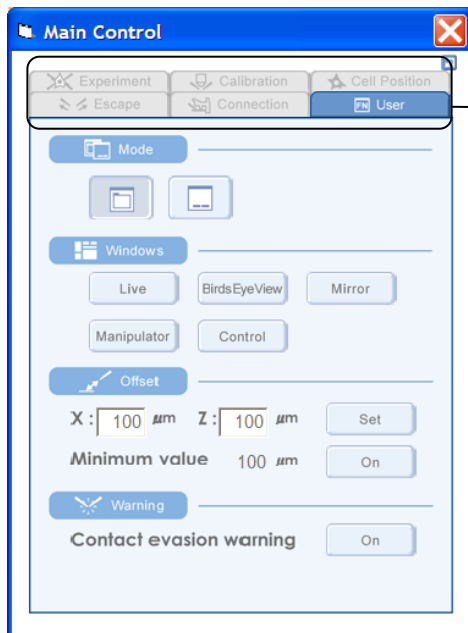 Main Control
Experiment Calibration Cell Position
Escape Connection FN User
Mode
Windows
Live BirdsEyeView Mirror
Manipulator Control
Offset
X : 100 µm Z : 100 µm Set
Minimum value 100 µm On
Warning
Contact evasion warning On